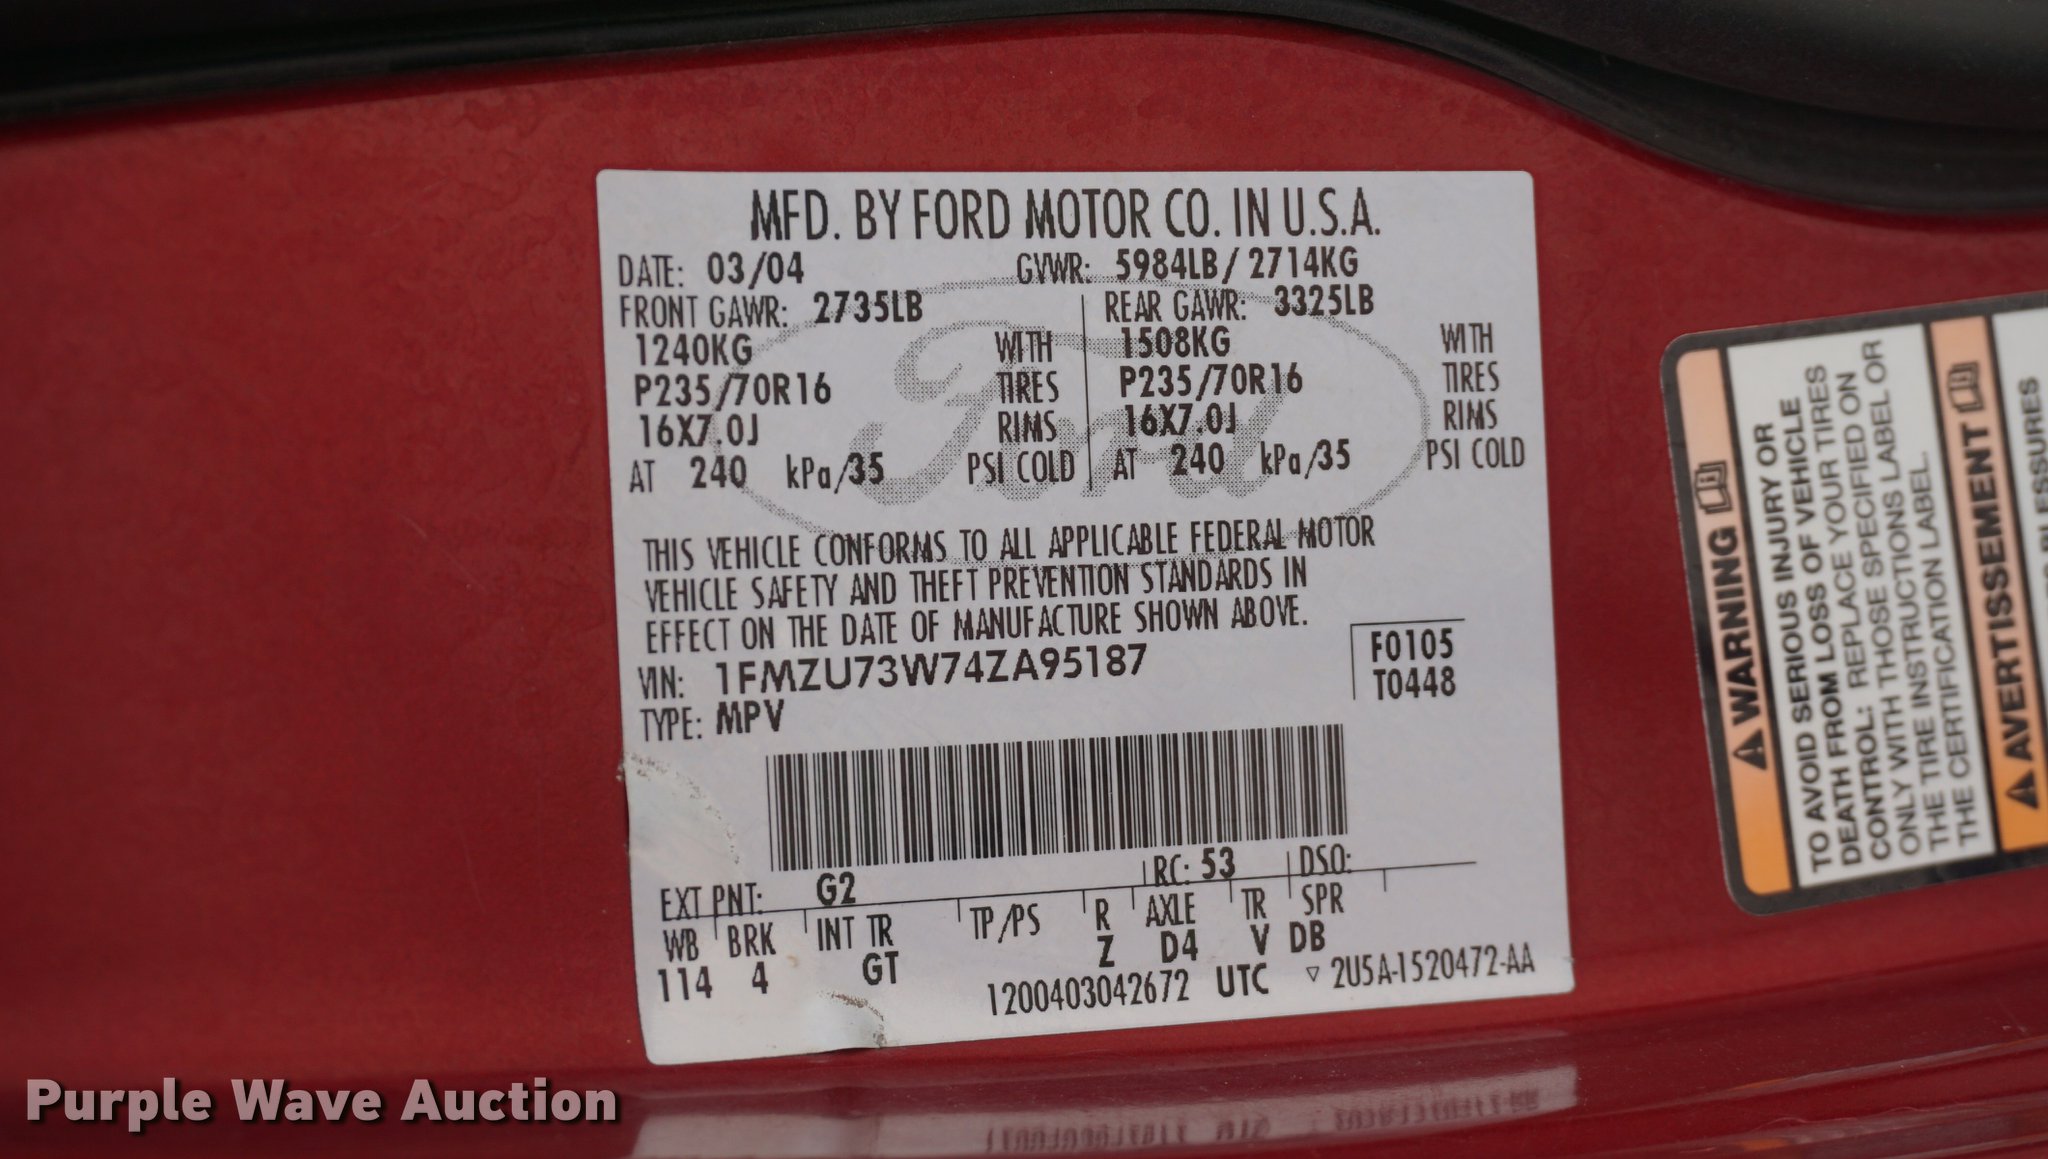 MFD. BY FORD MOTOR CO. IN U.S.A.
DATE: 03/04 GVWR: 5984LB/2714KG
FRONT GAWR: 2735LB REAR GAWR: 3325LB
1240KG WITH 1508KG WITH
P235/70R16 TIRES P235/70R16 TIRES
16X7.0J RIMS 16X7.0J RIMS
AT 240 kPa/35 PSI COLD AT 240 kPa/35 PSI COLD
Ford
THIS VEHICLE CONFORMS TO ALL APPLICABLE FEDERAL MOTOR
VEHICLE SAFETY AND THEFT PREVENTION STANDARDS IN
EFFECT ON THE DATE OF MANUFACTURE SHOWN ABOVE.
VIN: 1FMZU73W74ZA95187 F0105
TYPE: MPV T0448
EXT PNT: G2 RC: 53 DSO:
WB BRK INT TR TP/PS R AXLE TR SPR
114 4 GT Z D4 V DB
1200403042672 UTC ▽ 2U5A-1520472-AA
⚠ WARNING
TO AVOID SERIOUS INJURY OR
DEATH FROM LOSS OF VEHICLE
CONTROL: REPLACE YOUR TIRES
ONLY WITH THOSE SPECIFIED ON
THE TIRE INSTRUCTIONS LABEL OR
THE CERTIFICATION LABEL.
⚠ AVERTISSEMENT
Purple Wave Auction